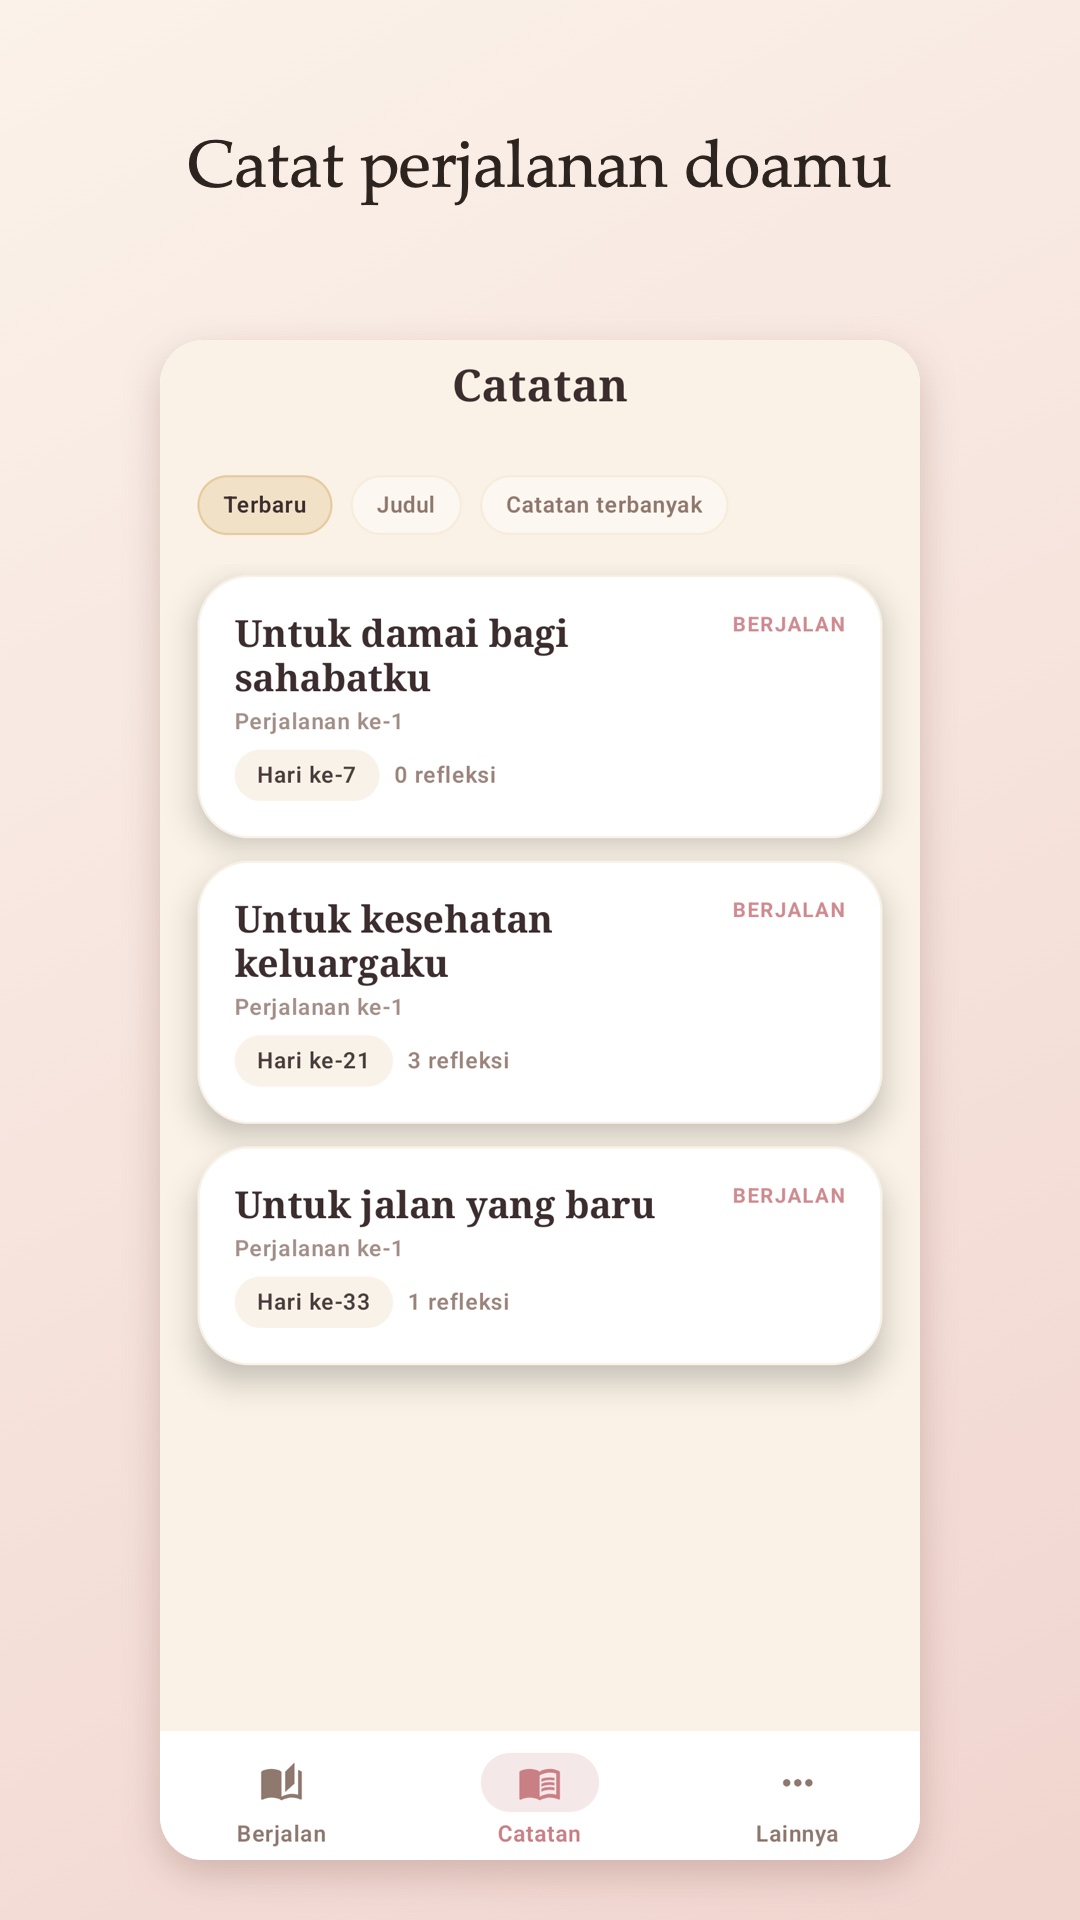 Catat perjalanan doamu
Catatan
Terbaru
Judul
Catatan terbanyak
Untuk damai bagi
sahabatku
BERJALAN
Perjalanan ke-1
Hari ke-7
0 refleksi
Untuk kesehatan
keluargaku
BERJALAN
Perjalanan ke-1
Hari ke-21
3 refleksi
Untuk jalan yang baru
BERJALAN
Perjalanan ke-1
Hari ke-33
1 refleksi
Berjalan
Catatan
Lainnya